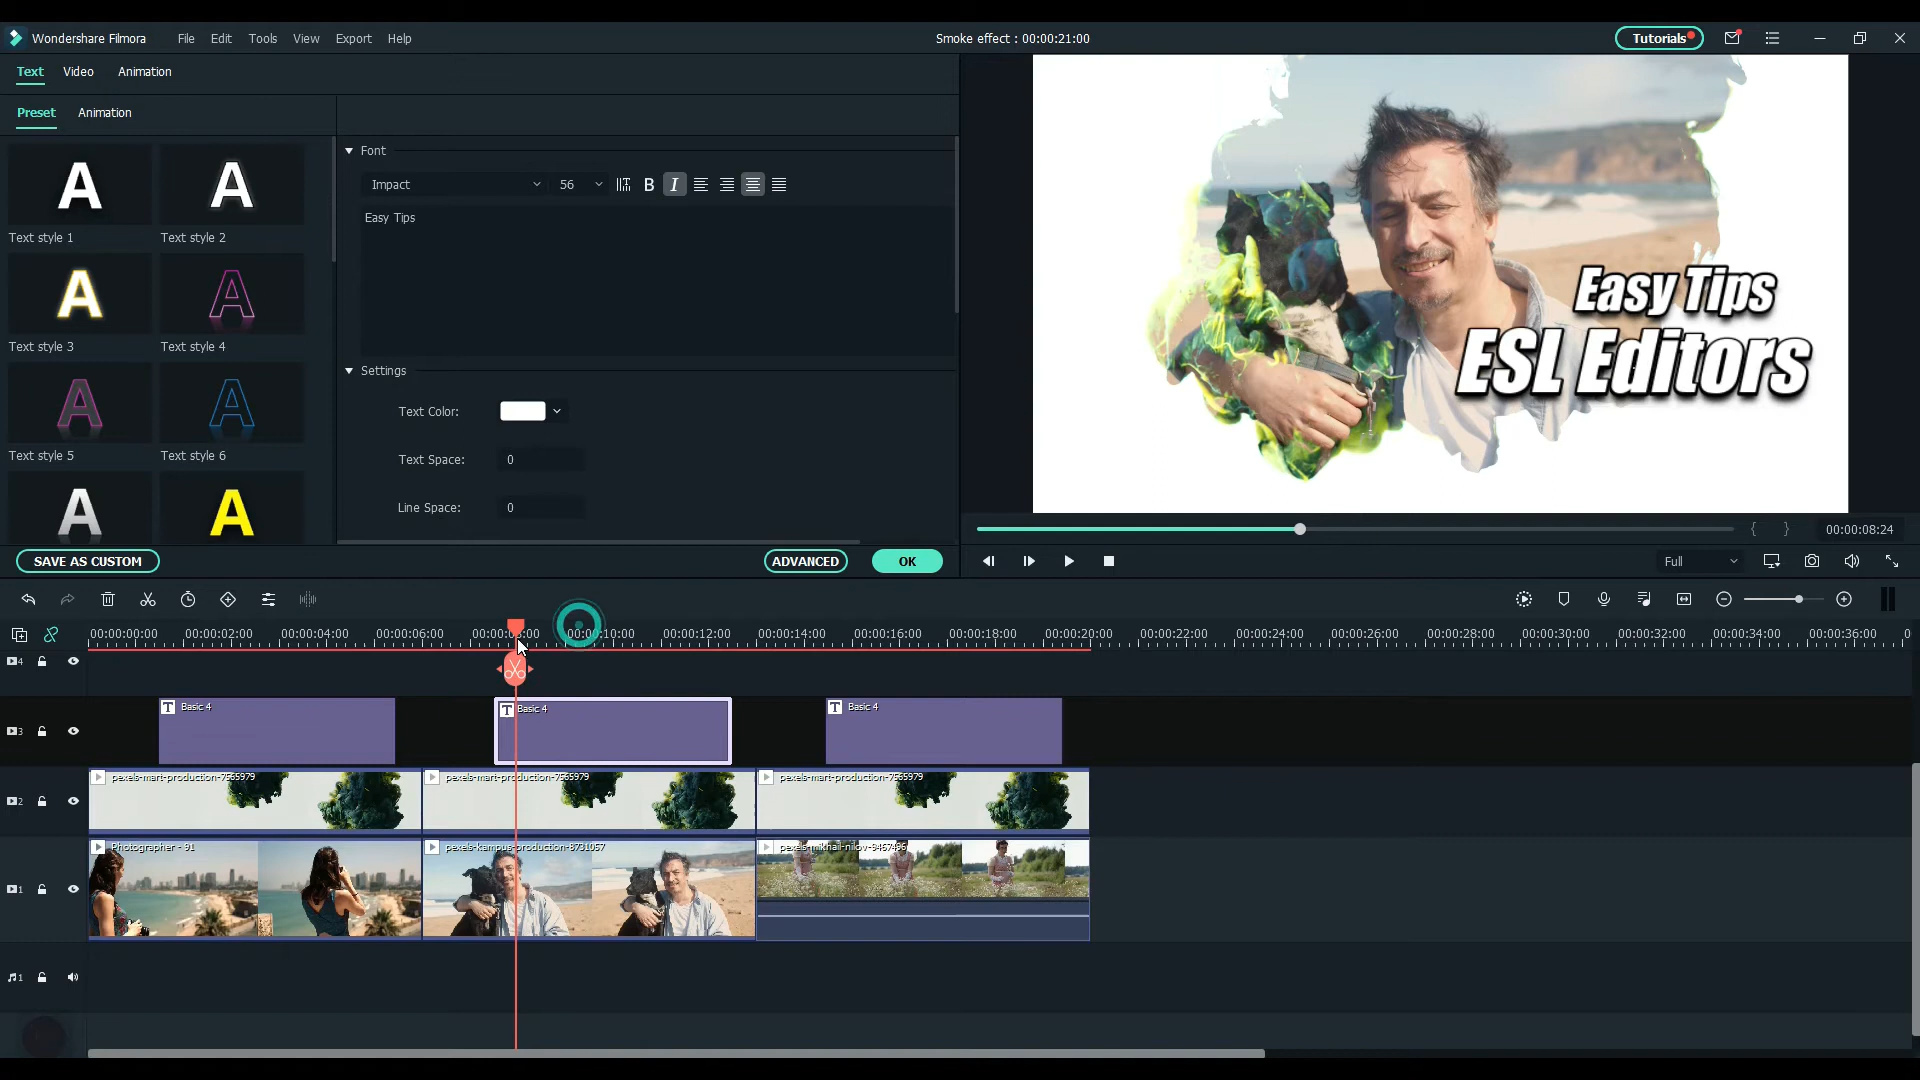 Wondershare Filmora File Edit Tools View Export Help Smoke effect : 00:00:21:00 Tutorials
Text Video Animation
Preset Animation
Font
Impact 56 B I
Easy Tips
A A
Text style 1 Text style 2
A A
Text style 3 Text style 4
A A
Text style 5 Text style 6
A A
Settings
Text Color:
Text Space: 0
Line Space: 0
SAVE AS CUSTOM ADVANCED OK
Easy Tips
ESL Editors
{ } 00:00:08:24
Full
00:00:00:00 00:00:02:00 00:00:04:00 00:00:06:00 00:00:10:00 00:00:12:00 00:00:14:00 00:00:16:00 00:00:18:00 00:00:20:00 00:00:22:00 00:00:24:00 00:00:26:00 00:00:28:00 00:00:30:00 00:00:32:00 00:00:34:00 00:00:36:00
4
3 T Basic 4 T Basic 4 T Basic 4
2 pexels-mart-production-7565979 pexels-mart-production-7565979 pexels-mart-production-7565979
Photographer - 91 pexels-kampus-production-8731057 pexels-mikhail-nilov-9467496
1
1